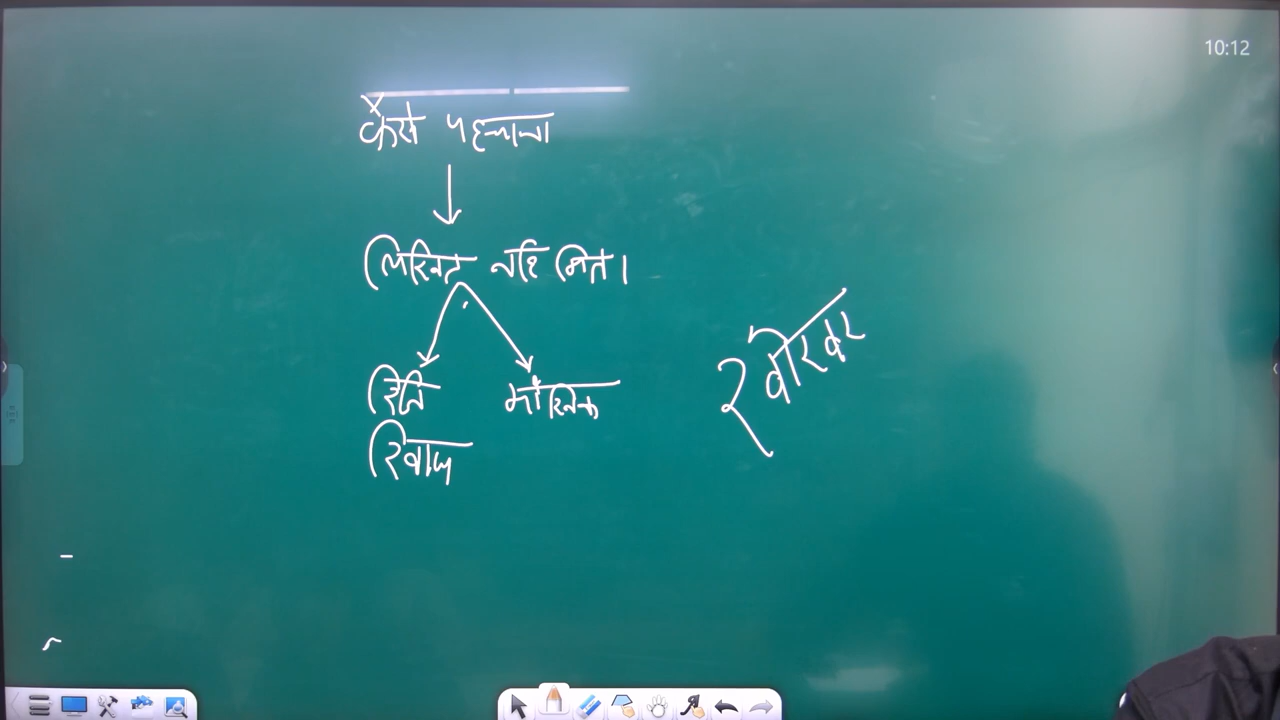 10:12
कैसे पहचाना
लिखित नहि मित।
रिति मौखिक
रिवाज